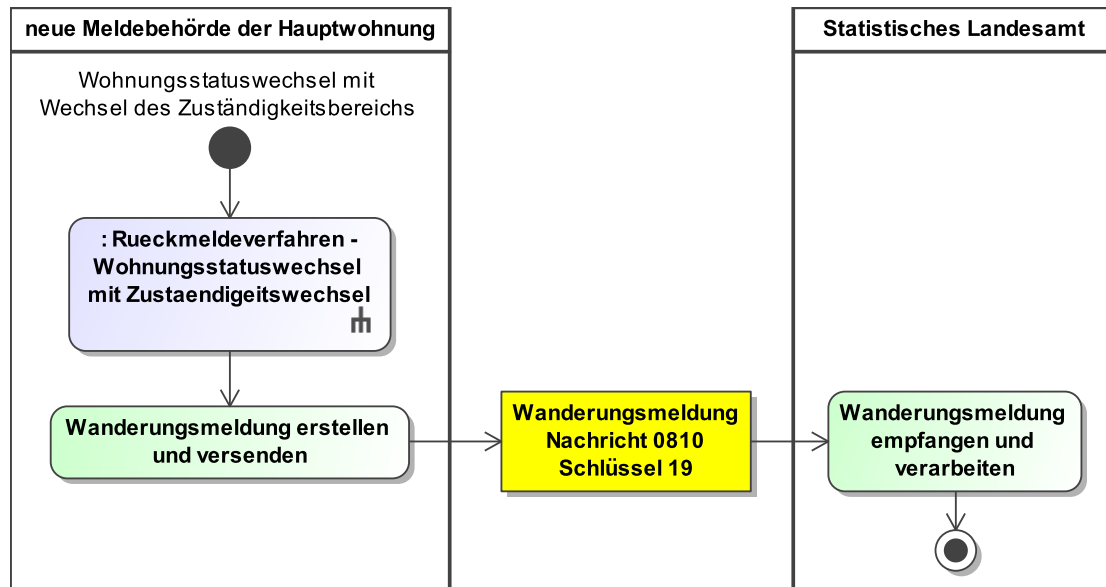 neue Meldebehörde der Hauptwohnung
Statistisches Landesamt
Wohnungsstatuswechsel mit
Wechsel des Zuständigkeitsbereichs
: Rueckmeldeverfahren -
Wohnungsstatuswechsel
mit Zustaendigeitswechsel
Wanderungsmeldung erstellen
und versenden
Wanderungsmeldung
Nachricht 0810
Schlüssel 19
Wanderungsmeldung
empfangen und
verarbeiten